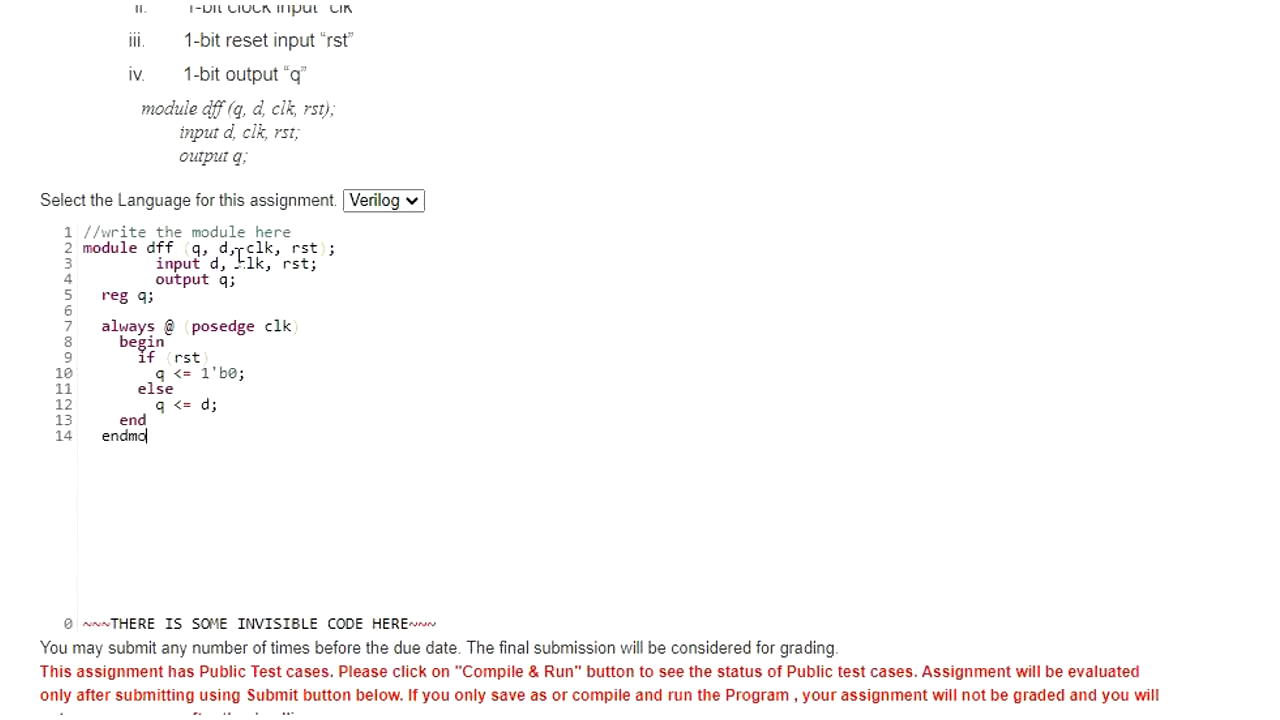 ii. 1-bit clock input "clk"
iii. 1-bit reset input “rst”
iv. 1-bit output “q”
module dff (q, d, clk, rst);
input d, clk, rst;
output q;
Select the Language for this assignment. Verilog
1 //write the module here
2 module dff (q, d, clk, rst);
3 input d, clk, rst;
4 output q;
5 reg q;
6
7 always @ (posedge clk)
8 begin
9 if (rst)
10 q <= 1'b0;
11 else
12 q <= d;
13 end
14 endmo
0 ~~~THERE IS SOME INVISIBLE CODE HERE~~~
You may submit any number of times before the due date. The final submission will be considered for grading.
This assignment has Public Test cases. Please click on "Compile & Run" button to see the status of Public test cases. Assignment will be evaluated
only after submitting using Submit button below. If you only save as or compile and run the Program , your assignment will not be graded and you will